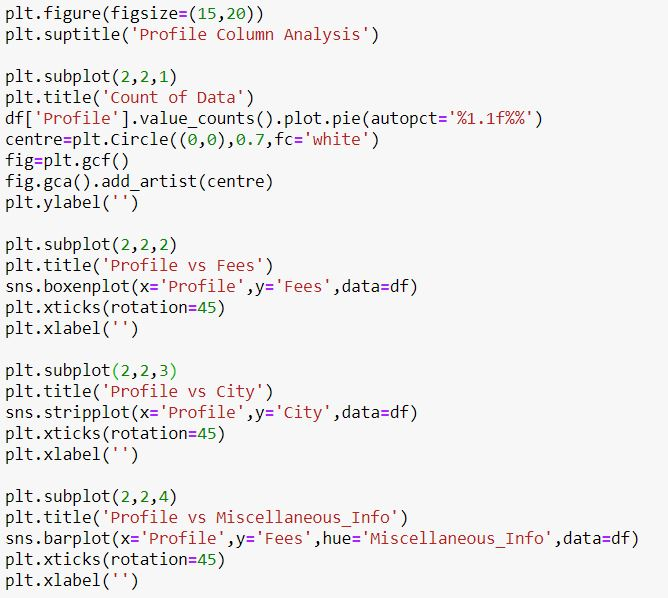 plt.figure(figsize=(15,20))
plt.suptitle('Profile Column Analysis')

plt.subplot(2,2,1)
plt.title('Count of Data')
df['Profile'].value_counts().plot.pie(autopct='%1.1f%%')
centre=plt.Circle((0,0),0.7,fc='white')
fig=plt.gcf()
fig.gca().add_artist(centre)
plt.ylabel('')

plt.subplot(2,2,2)
plt.title('Profile vs Fees')
sns.boxenplot(x='Profile',y='Fees',data=df)
plt.xticks(rotation=45)
plt.xlabel('')

plt.subplot(2,2,3)
plt.title('Profile vs City')
sns.stripplot(x='Profile',y='City',data=df)
plt.xticks(rotation=45)
plt.xlabel('')

plt.subplot(2,2,4)
plt.title('Profile vs Miscellaneous_Info')
sns.barplot(x='Profile',y='Fees',hue='Miscellaneous_Info',data=df)
plt.xticks(rotation=45)
plt.xlabel('')